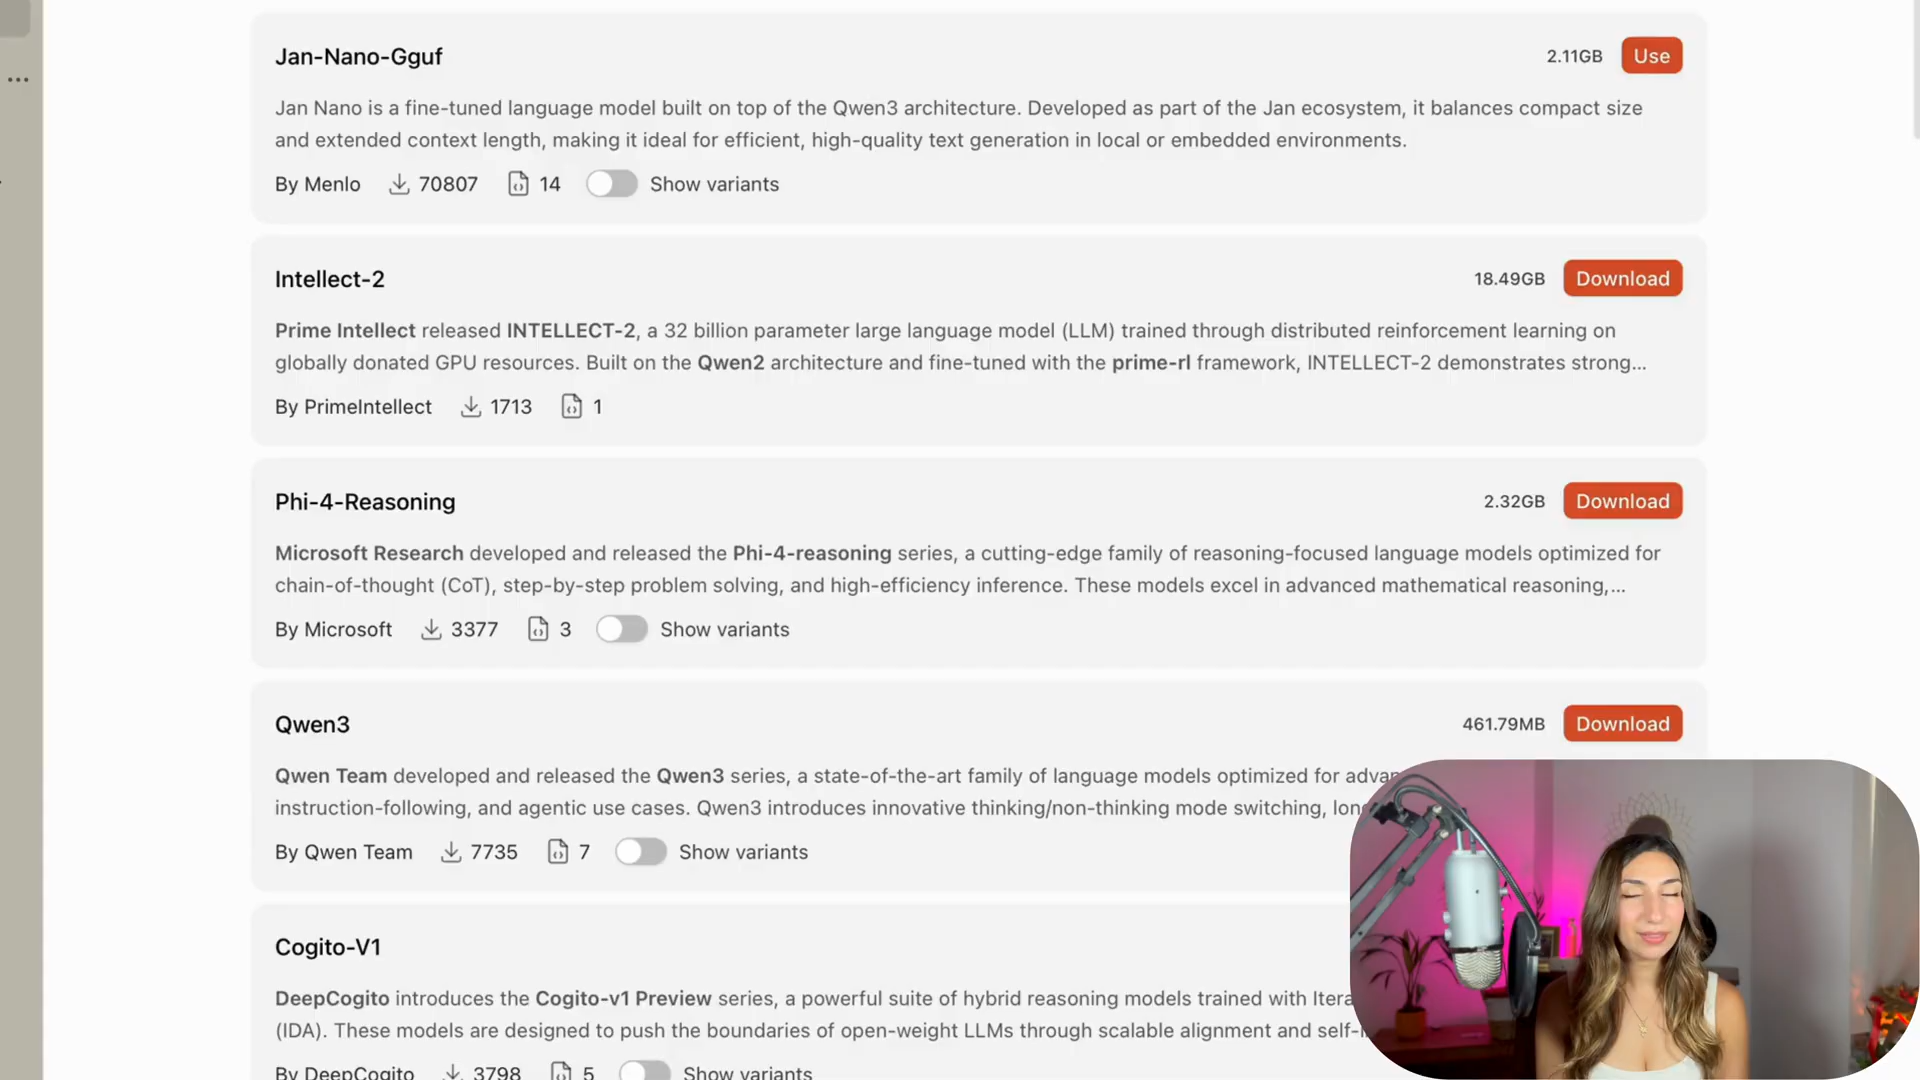 Jan-Nano-Gguf
2.11GB
Use
Jan Nano is a fine-tuned language model built on top of the Qwen3 architecture. Developed as part of the Jan ecosystem, it balances compact size
and extended context length, making it ideal for efficient, high-quality text generation in local or embedded environments.
By Menlo 70807 14 Show variants
Intellect-2
18.49GB
Download
Prime Intellect released INTELLECT-2, a 32 billion parameter large language model (LLM) trained through distributed reinforcement learning on
globally donated GPU resources. Built on the Qwen2 architecture and fine-tuned with the prime-rl framework, INTELLECT-2 demonstrates strong...
By PrimeIntellect 1713 1
Phi-4-Reasoning
2.32GB
Download
Microsoft Research developed and released the Phi-4-reasoning series, a cutting-edge family of reasoning-focused language models optimized for
chain-of-thought (CoT), step-by-step problem solving, and high-efficiency inference. These models excel in advanced mathematical reasoning,...
By Microsoft 3377 3 Show variants
Qwen3
461.79MB
Download
Qwen Team developed and released the Qwen3 series, a state-of-the-art family of language models optimized for
instruction-following, and agentic use cases. Qwen3 introduces innovative thinking/non-thinking mode switching,
By Qwen Team 7735 7 Show variants
Cogito-V1
DeepCogito introduces the Cogito-v1 Preview series, a powerful suite of hybrid reasoning models trained with
(IDA). These models are designed to push the boundaries of open-weight LLMs through scalable alignment and
By DeepCogito 3798 5 Show variants